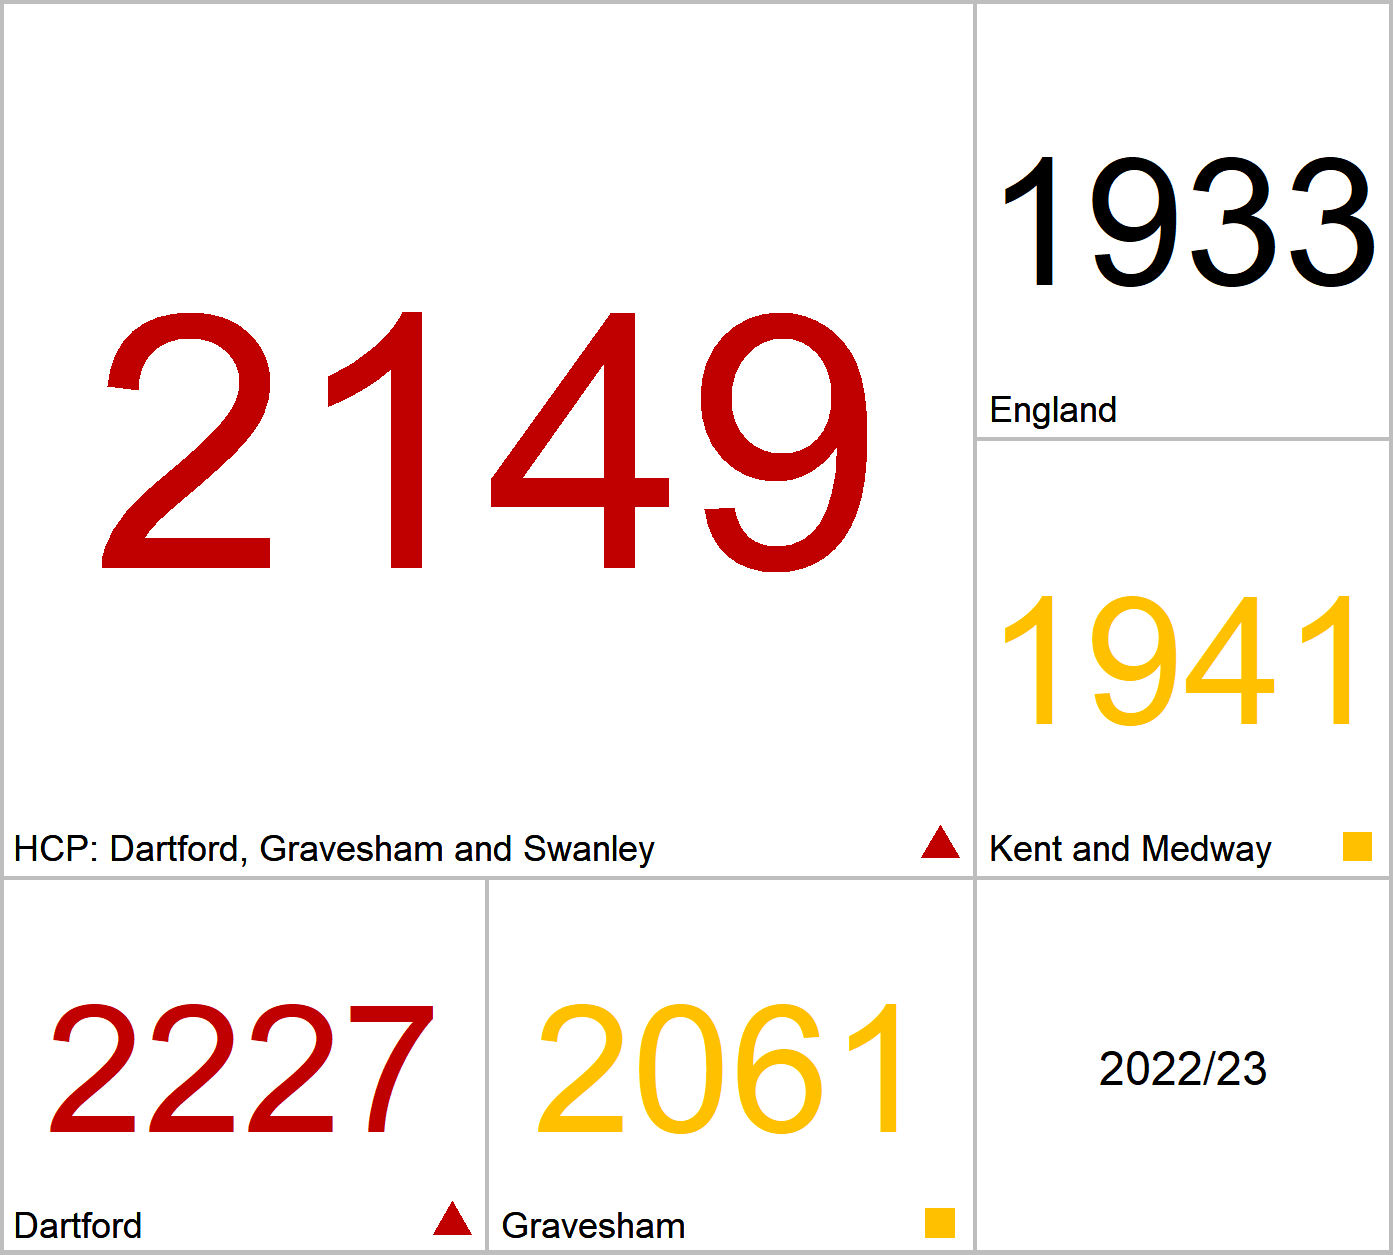 2149
HCP: Dartford, Gravesham and Swanley
1933
England
1941
Kent and Medway
2227
Dartford
2061
Gravesham
2022/23